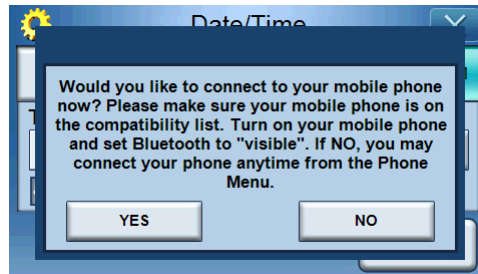 Date/Time
Would you like to connect to your mobile phone
now? Please make sure your mobile phone is on
the compatibility list. Turn on your mobile phone
and set Bluetooth to "visible". If NO, you may
connect your phone anytime from the Phone
Menu.
YES
NO